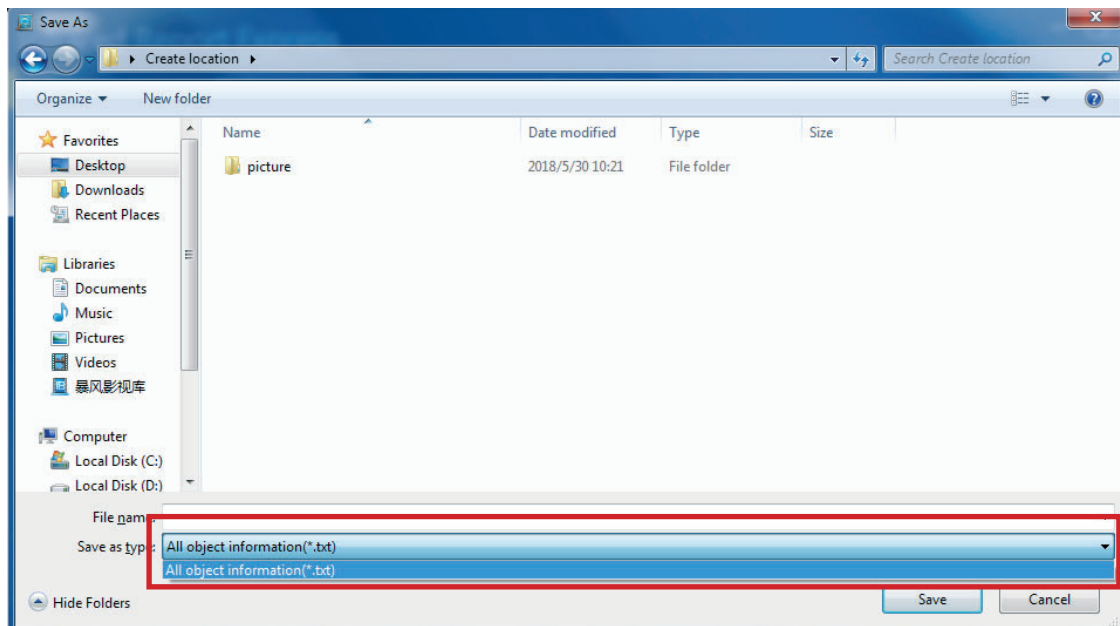 Save As
Create location
Search Create location
Organize
New folder
Name
Date modified
Type
Size
picture
2018/5/30 10:21
File folder
Favorites
Desktop
Downloads
Recent Places
Libraries
Documents
Music
Pictures
Videos
暴风影视库
Computer
Local Disk (C:)
Local Disk (D:)
File name:
Save as type:
All object information(*.txt)
All object information(*.txt)
Hide Folders
Save
Cancel